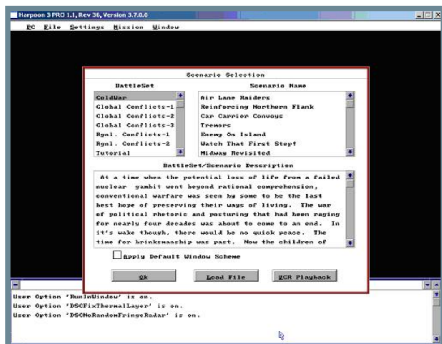 Harpoon 3 PRO 1.1, Rev 36, Version 3.7.0.6
PC File Settings Mission Window
Scenario Selection
BattleSet
Scenario Name
ColdWar
Global Conflicts-1
Global Conflicts-2
Global Conflicts-3
Rgnl. Conflicts-1
Rgnl. Conflicts-2
Tutorial
Air Lane Raiders
Reinforcing Northern Flank
Car Carrier Convoys
Tremors
Enemy On Island
Watch That First Step!
Midway Revisited
BattleSet/Scenario Description
At a time when the potential loss of life from a failed
nuclear gambit went beyond rational comprehension,
conventional warfare was seen by some to be the last
best hope of preserving their ways of living. The war
of political rhetoric and posturing that had been raging
for nearly four decades was about to come to an end. In
it's wake though, there would be no quick peace. The
time for brinksmanship was past. Now the children of
Apply Default Window Scheme
Ok
Load File
VCR Playback
User Option 'RunInWindow' is on.
User Option 'DSCFixThermalLayer' is on.
User Option 'DSCNoRandomFringeRadar' is on.